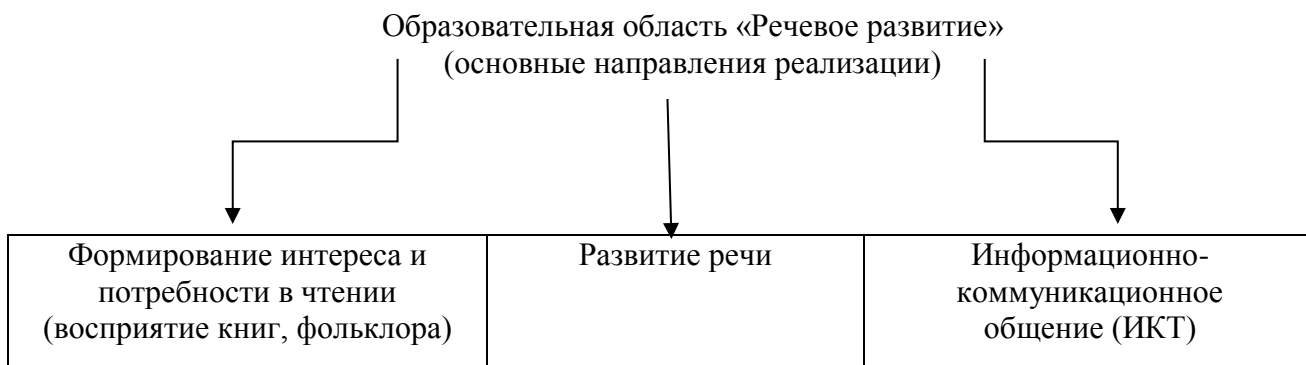 Образовательная область «Речевое развитие»
(основные направления реализации)
Формирование интереса и
потребности в чтении
(восприятие книг, фольклора)
Развитие речи
Информационно-
коммуникационное
общение (ИКТ)